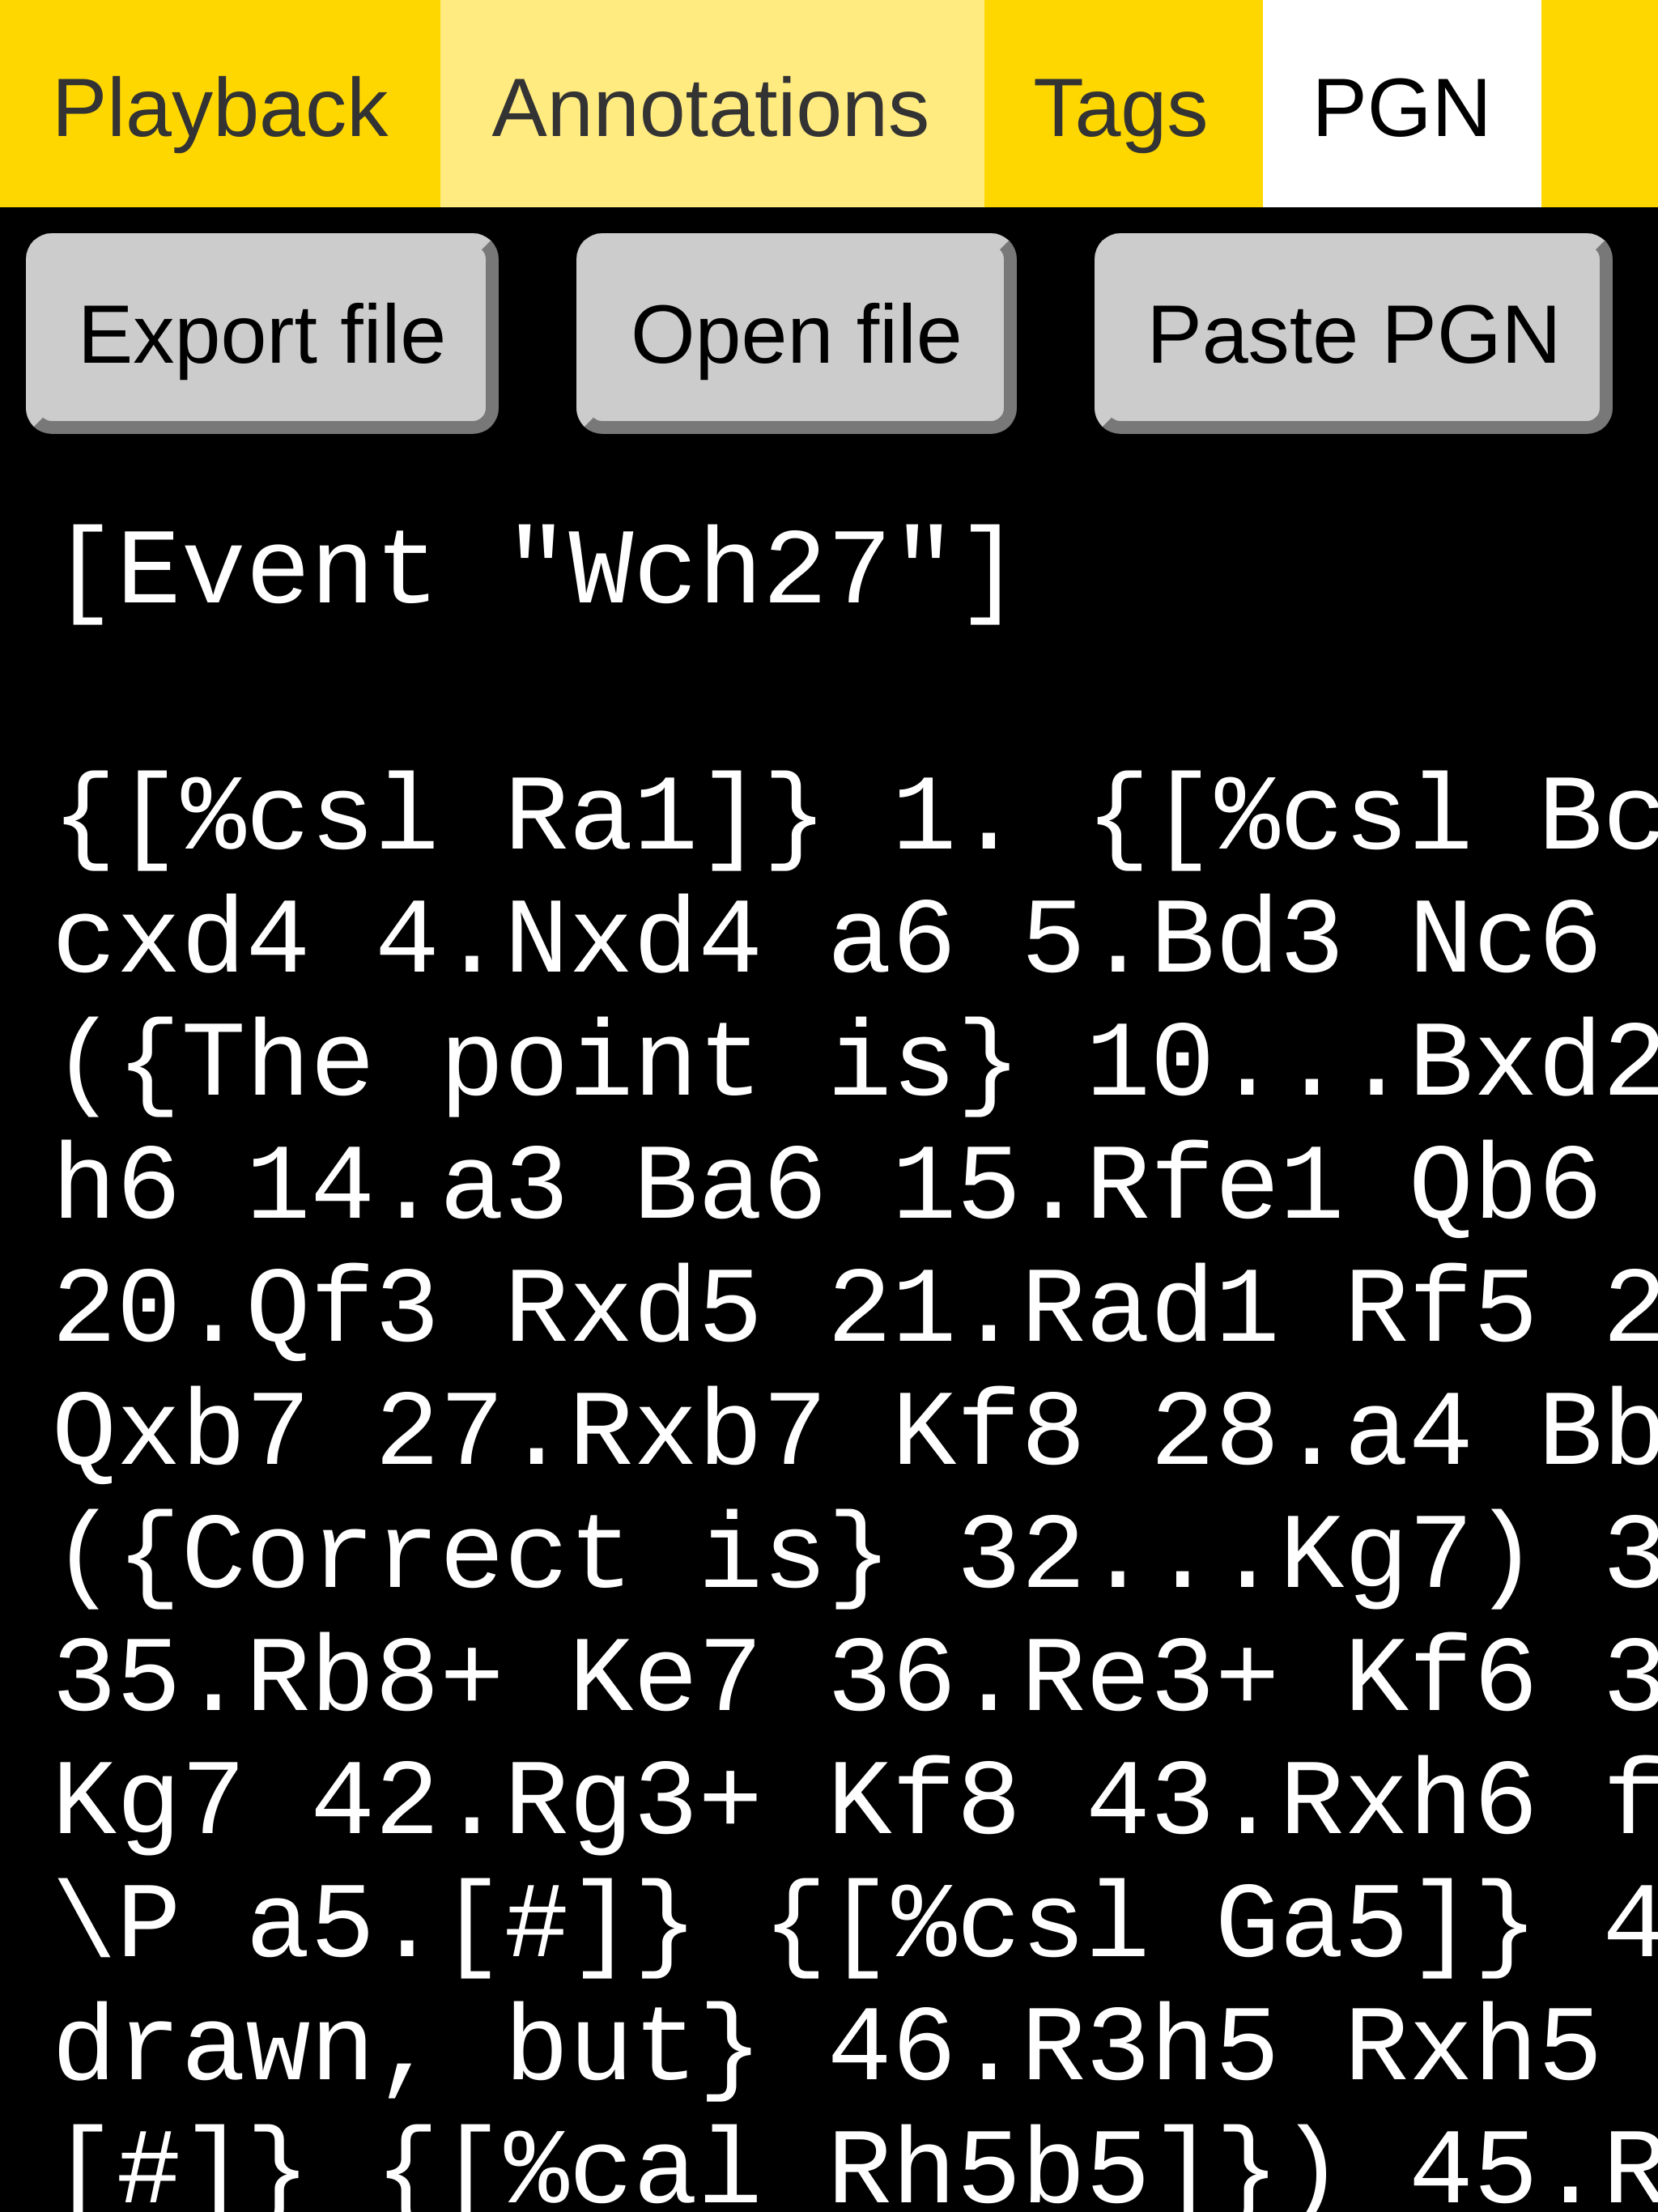 Playback Annotations Tags PGN
Export file Open file Paste PGN
[Event "Wch27"]
{[%csl Ra1]} 1. {[%csl Bc
cxd4 4.Nxd4 a6 5.Bd3 Nc6
({The point is} 10...Bxd2
h6 14.a3 Ba6 15.Rfe1 Qb6
20.Qf3 Rxd5 21.Rad1 Rf5 2
Qxb7 27.Rxb7 Kf8 28.a4 Bb
({Correct is} 32...Kg7) 3
35.Rb8+ Ke7 36.Re3+ Kf6 3
Kg7 42.Rg3+ Kf8 43.Rxh6 f
\P a5.[#]} {[%csl Ga5]} 4
drawn, but} 46.R3h5 Rxh5
[#]} {[%cal Rh5b5]}) 45.R